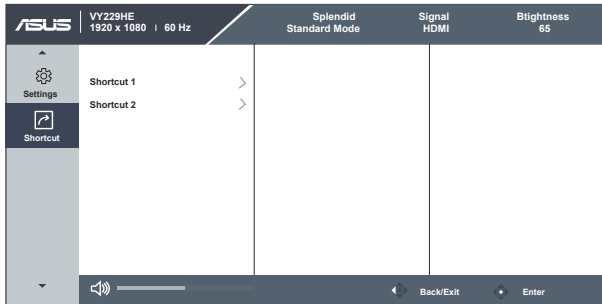 ASUS
VY229HE
1920 x 1080 | 60 Hz
Splendid
Standard Mode
Signal
HDMI
Btightness
65
Settings
Shortcut
Shortcut 1
Shortcut 2
Back/Exit
Enter